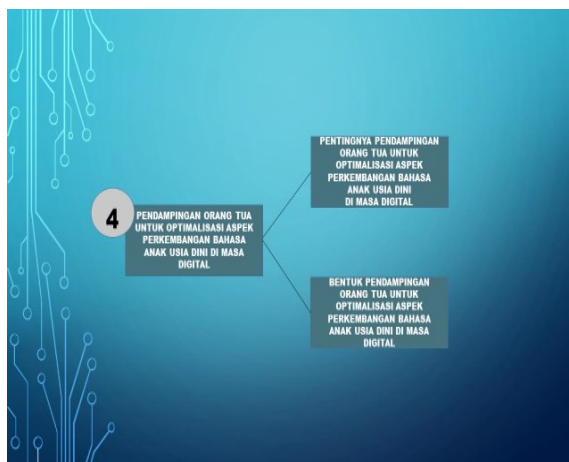 4
PENDAMPINGAN ORANG TUA
UNTUK OPTIMALISASI ASPEK
PERKEMBANGAN BAHASA
ANAK USIA DINI DI MASA
DIGITAL
PENTINGNYA PENDAMPINGAN
ORANG TUA UNTUK
OPTIMALISASI ASPEK
PERKEMBANGAN BAHASA
ANAK USIA DINI
DI MASA DIGITAL
BENTUK PENDAMPINGAN
ORANG TUA UNTUK
OPTIMALISASI ASPEK
PERKEMBANGAN BAHASA
ANAK USIA DINI DI MASA
DIGITAL